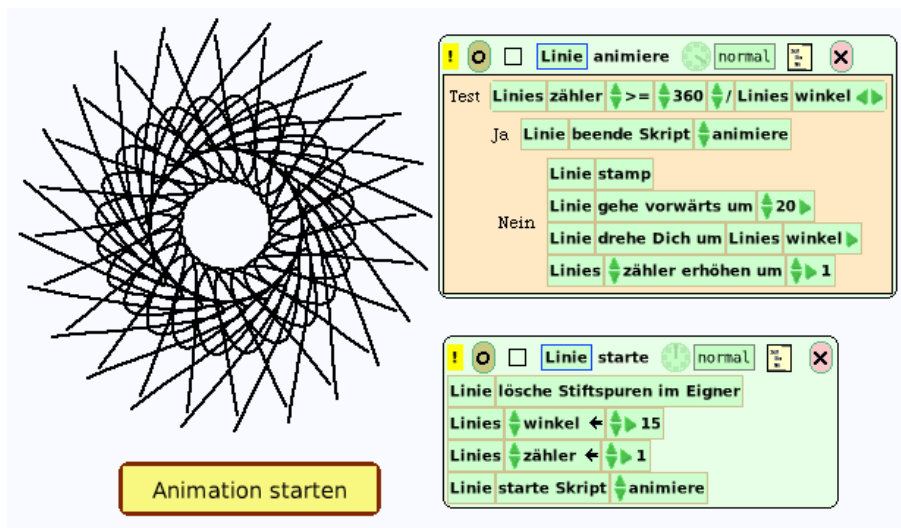 ! O Linie animiere normal
Test Linies zähler >= 360 / Linies winkel
Ja Linie beende Skript animiere
Linie stamp
Linie gehe vorwärts um 20
Nein
Linie drehe Dich um Linies winkel
Linies zähler erhöhen um 1
! O Linie starte normal
Linie lösche Stiftspuren im Eigner
Linies winkel ← 15
Linies zähler ← 1
Linie starte Skript animiere
Animation starten